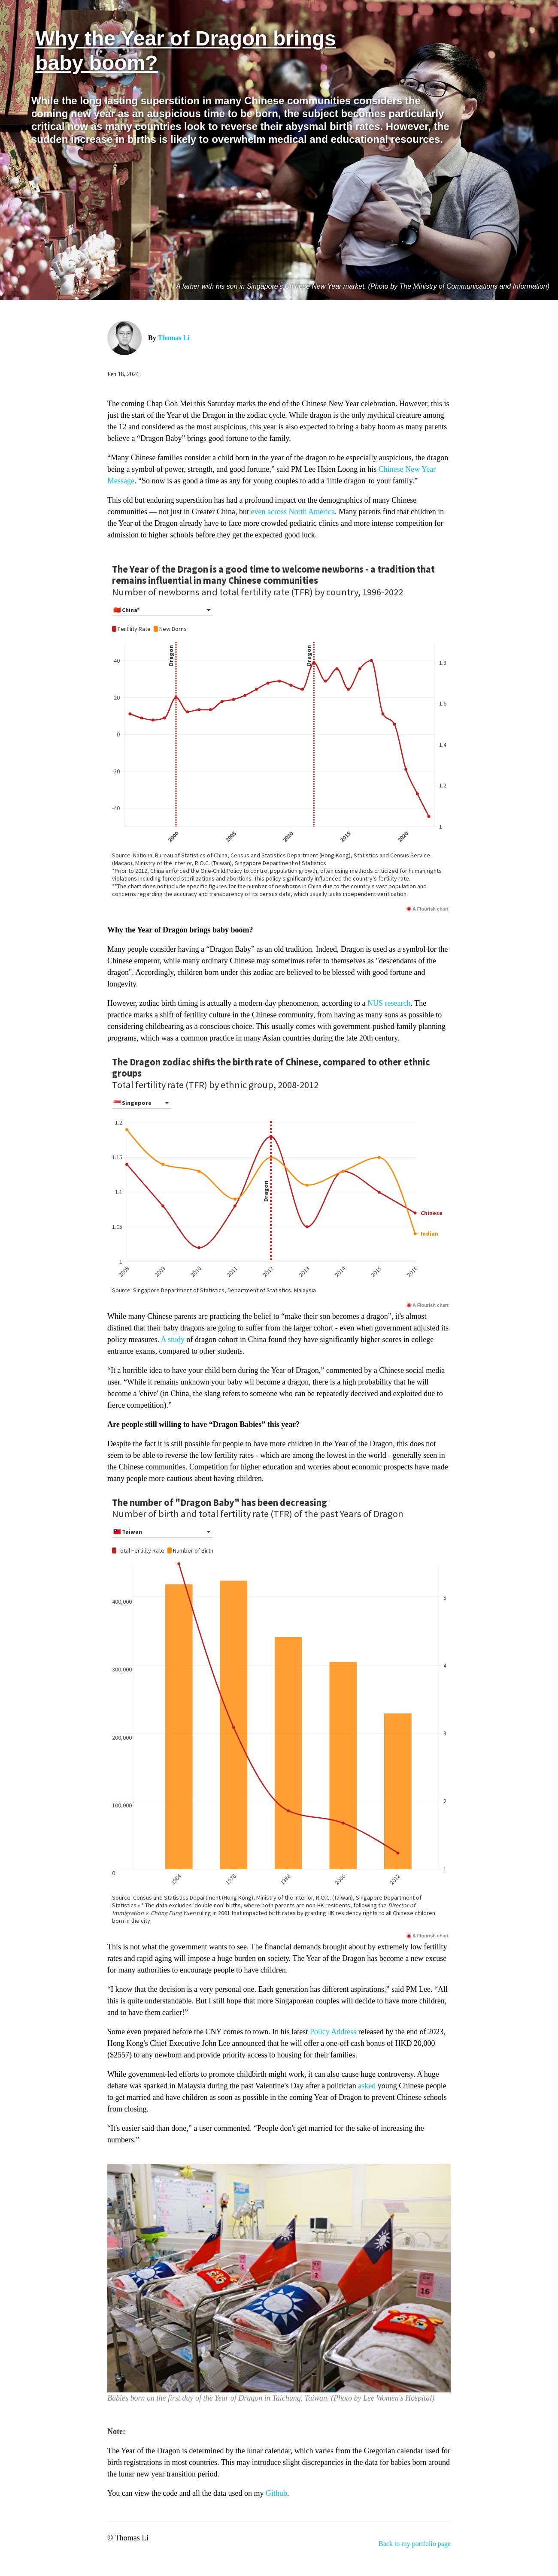 Why the Year of Dragon brings
baby boom?
While the long lasting superstition in many Chinese communities considers the
coming new year as an auspicious time to be born, the subject becomes particularly
critical now as many countries look to reverse their abysmal birth rates. However, the
sudden increase in births is likely to overwhelm medical and educational resources.
A father with his son in Singapore's Chinese New Year market. (Photo by The Ministry of Communications and Information)
By Thomas Li
Feb 18, 2024
The coming Chap Goh Mei this Saturday marks the end of the Chinese New Year celebration. However, this is
just the start of the Year of the Dragon in the zodiac cycle. While dragon is the only mythical creature among
the 12 and considered as the most auspicious, this year is also expected to bring a baby boom as many parents
believe a “Dragon Baby” brings good fortune to the family.
“Many Chinese families consider a child born in the year of the dragon to be especially auspicious, the dragon
being a symbol of power, strength, and good fortune,” said PM Lee Hsien Loong in his Chinese New Year
Message. “So now is as good a time as any for young couples to add a 'little dragon' to your family.”
This old but enduring superstition has had a profound impact on the demographics of many Chinese
communities — not just in Greater China, but even across North America. Many parents find that children in
the Year of the Dragon already have to face more crowded pediatric clinics and more intense competition for
admission to higher schools before they get the expected good luck.
The Year of the Dragon is a good time to welcome newborns - a tradition that
remains influential in many Chinese communities
Number of newborns and total fertility rate (TFR) by country, 1996-2022
China*
Fertility Rate New Borns
Dragon Dragon
40 1.8
20 1.6
0 1.4
-20 1.2
-40 1
2000 2005 2010 2015 2020
Source: National Bureau of Statistics of China, Census and Statistics Department (Hong Kong), Statistics and Census Service
(Macao), Ministry of the Interior, R.O.C. (Taiwan), Singapore Department of Statistics
*Prior to 2012, China enforced the One-Child Policy to control population growth, often using methods criticized for human rights
violations including forced sterilizations and abortions. This policy significantly influenced the country's fertility rate.
**The chart does not include specific figures for the number of newborns in China due to the country's vast population and
concerns regarding the accuracy and transparency of its census data, which usually lacks independent verification.
A Flourish chart
Why the Year of Dragon brings baby boom?
Many people consider having a “Dragon Baby” as an old tradition. Indeed, Dragon is used as a symbol for the
Chinese emperor, while many ordinary Chinese may sometimes refer to themselves as "descendants of the
dragon". Accordingly, children born under this zodiac are believed to be blessed with good fortune and
longevity.
However, zodiac birth timing is actually a modern-day phenomenon, according to a NUS research. The
practice marks a shift of fertility culture in the Chinese community, from having as many sons as possible to
considering childbearing as a conscious choice. This usually comes with government-pushed family planning
programs, which was a common practice in many Asian countries during the late 20th century.
The Dragon zodiac shifts the birth rate of Chinese, compared to other ethnic
groups
Total fertility rate (TFR) by ethnic group, 2008-2012
Singapore
1.2
1.15
1.1
1.05
1
Dragon
Chinese
Indian
2008 2009 2010 2011 2012 2013 2014 2015 2016
Source: Singapore Department of Statistics, Department of Statistics, Malaysia
A Flourish chart
While many Chinese parents are practicing the belief to “make their son becomes a dragon”, it's almost
distined that their baby dragons are going to suffer from the larger cohort - even when government adjusted its
policy measures. A study of dragon cohort in China found they have significantly higher scores in college
entrance exams, compared to other students.
“It a horrible idea to have your child born during the Year of Dragon,” commented by a Chinese social media
user. “While it remains unknown your baby wil become a dragon, there is a high probability that he will
become a 'chive' (in China, the slang refers to someone who can be repeatedly deceived and exploited due to
fierce competition).”
Are people still willing to have “Dragon Babies” this year?
Despite the fact it is still possible for people to have more children in the Year of the Dragon, this does not
seem to be able to reverse the low fertility rates - which are among the lowest in the world - generally seen in
the Chinese communities. Competition for higher education and worries about economic prospects have made
many people more cautious about having children.
The number of "Dragon Baby" has been decreasing
Number of birth and total fertility rate (TFR) of the past Years of Dragon
Taiwan
Total Fertility Rate Number of Birth
400,000 5
300,000 4
200,000 3
100,000 2
0 1
1964 1976 1988 2000 2012
Source: Census and Statistics Department (Hong Kong), Ministry of the Interior, R.O.C. (Taiwan), Singapore Department of
Statistics • * The data excludes 'double non' births, where both parents are non-HK residents, following the Director of
Immigration v. Chong Fung Yuen ruling in 2001 that impacted birth rates by granting HK residency rights to all Chinese children
born in the city.
A Flourish chart
This is not what the government wants to see. The financial demands brought about by extremely low fertility
rates and rapid aging will impose a huge burden on society. The Year of the Dragon has become a new excuse
for many authorities to encourage people to have children.
“I know that the decision is a very personal one. Each generation has different aspirations,” said PM Lee. “All
this is quite understandable. But I still hope that more Singaporean couples will decide to have more children,
and to have them earlier!”
Some even prepared before the CNY comes to town. In his latest Policy Address released by the end of 2023,
Hong Kong's Chief Executive John Lee announced that he will offer a one-off cash bonus of HKD 20,000
($2557) to any newborn and provide priority access to housing for their families.
While government-led efforts to promote childbirth might work, it can also cause huge controversy. A huge
debate was sparked in Malaysia during the past Valentine's Day after a politician asked young Chinese people
to get married and have children as soon as possible in the coming Year of Dragon to prevent Chinese schools
from closing.
“It's easier said than done,” a user commented. “People don't get married for the sake of increasing the
numbers.”
16
Babies born on the first day of the Year of Dragon in Taichung, Taiwan. (Photo by Lee Women's Hospital)
Note:
The Year of the Dragon is determined by the lunar calendar, which varies from the Gregorian calendar used for
birth registrations in most countries. This may introduce slight discrepancies in the data for babies born around
the lunar new year transition period.
You can view the code and all the data used on my Github.
© Thomas Li
Back to my portfolio page